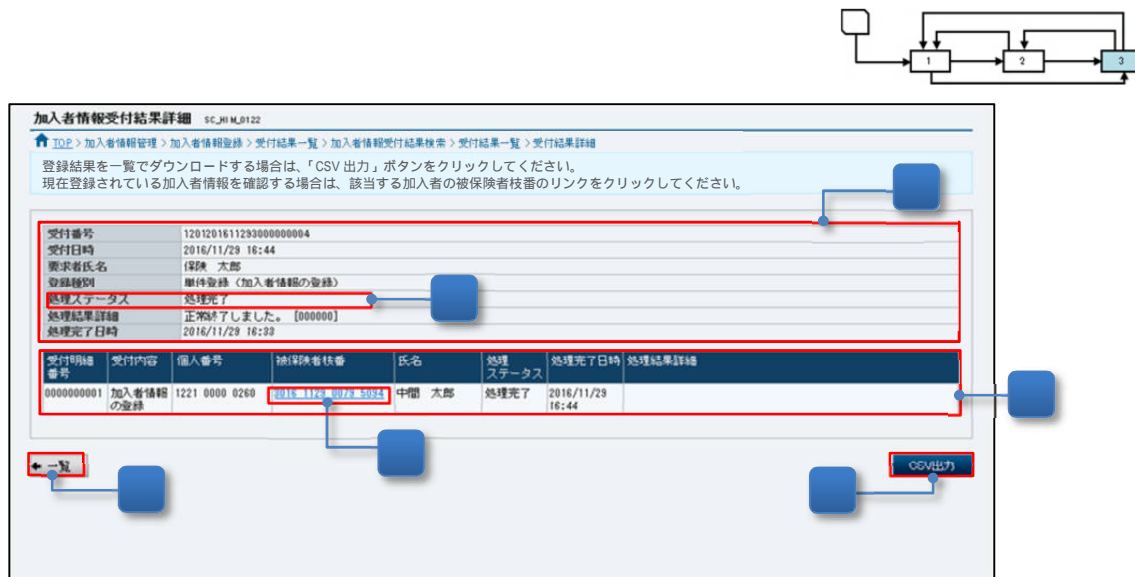 1
2
3
加入者情報受付結果詳細 SC_HIM_0122
TOP > 加入者情報管理 > 加入者情報登録 > 受付結果一覧 > 加入者情報受付結果検索 > 受付結果一覧 > 受付結果詳細
登録結果を一覧でダウンロードする場合は、「CSV 出力」ボタンをクリックしてください。
現在登録されている加入者情報を確認する場合は、該当する加入者の被保険者枝番のリンクをクリックしてください。
受付番号 1201201611293000000004
受付日時 2016/11/29 16:44
要求者氏名 保険 太郎
登録種別 単件登録（加入者情報の登録）
処理ステータス 処理完了
処理結果詳細 正常終了しました。 [000000]
処理完了日時 2016/11/29 16:33
受付明細番号 受付内容 個人番号 被保険者枝番 氏名 処理ステータス 処理完了日時 処理結果詳細
0000000001 加入者情報の登録 1221 0000 0260 2016 1129 0079 5094 中間 太郎 処理完了 2016/11/29 16:44
一覧
CSV出力